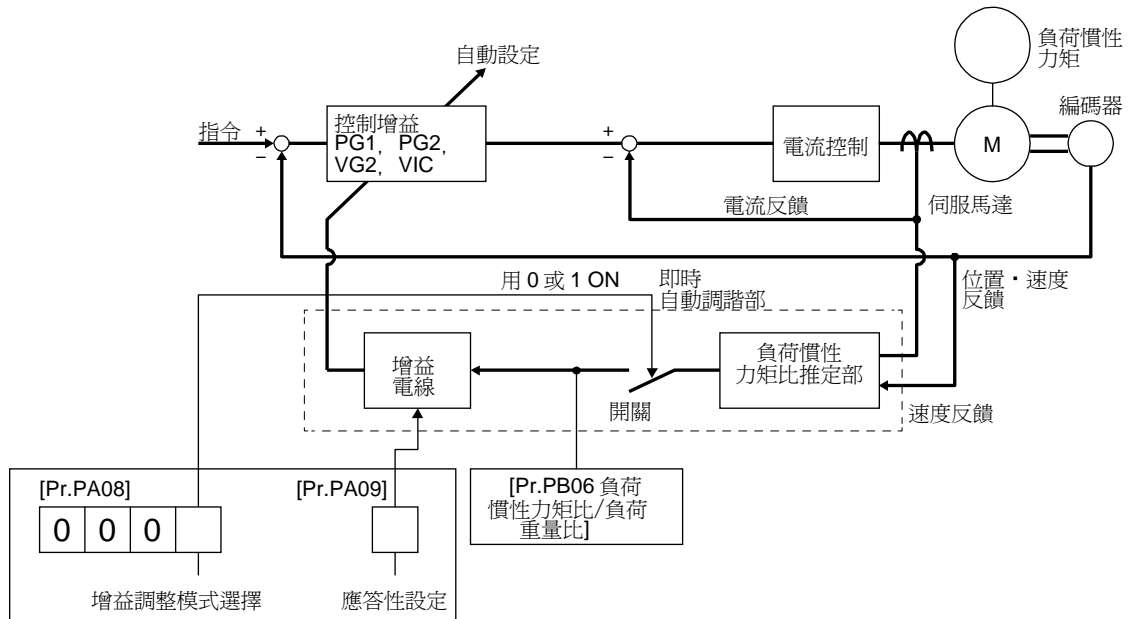 自動設定
負荷慣性
力矩
編碼器
指令
+
−
控制增益
PG1, PG2,
VG2, VIC
+
−
電流控制
M
電流反饋
伺服馬達
用 0 或 1 ON
即時
自動調諧部
位置・速度
反饋
增益
電線
開關
負荷慣性
力矩比推定部
速度反饋
[Pr.PA08]
[Pr.PA09]
[Pr.PB06 負荷
慣性力矩比/負荷
重量比]
0 0 0
增益調整模式選擇
應答性設定